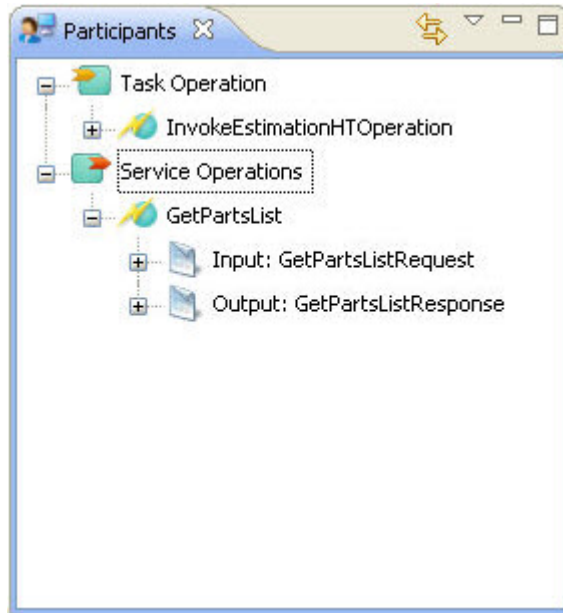 Participants
Task Operation
InvokeEstimationHTOperation
Service Operations
GetPartsList
Input: GetPartsListRequest
Output: GetPartsListResponse